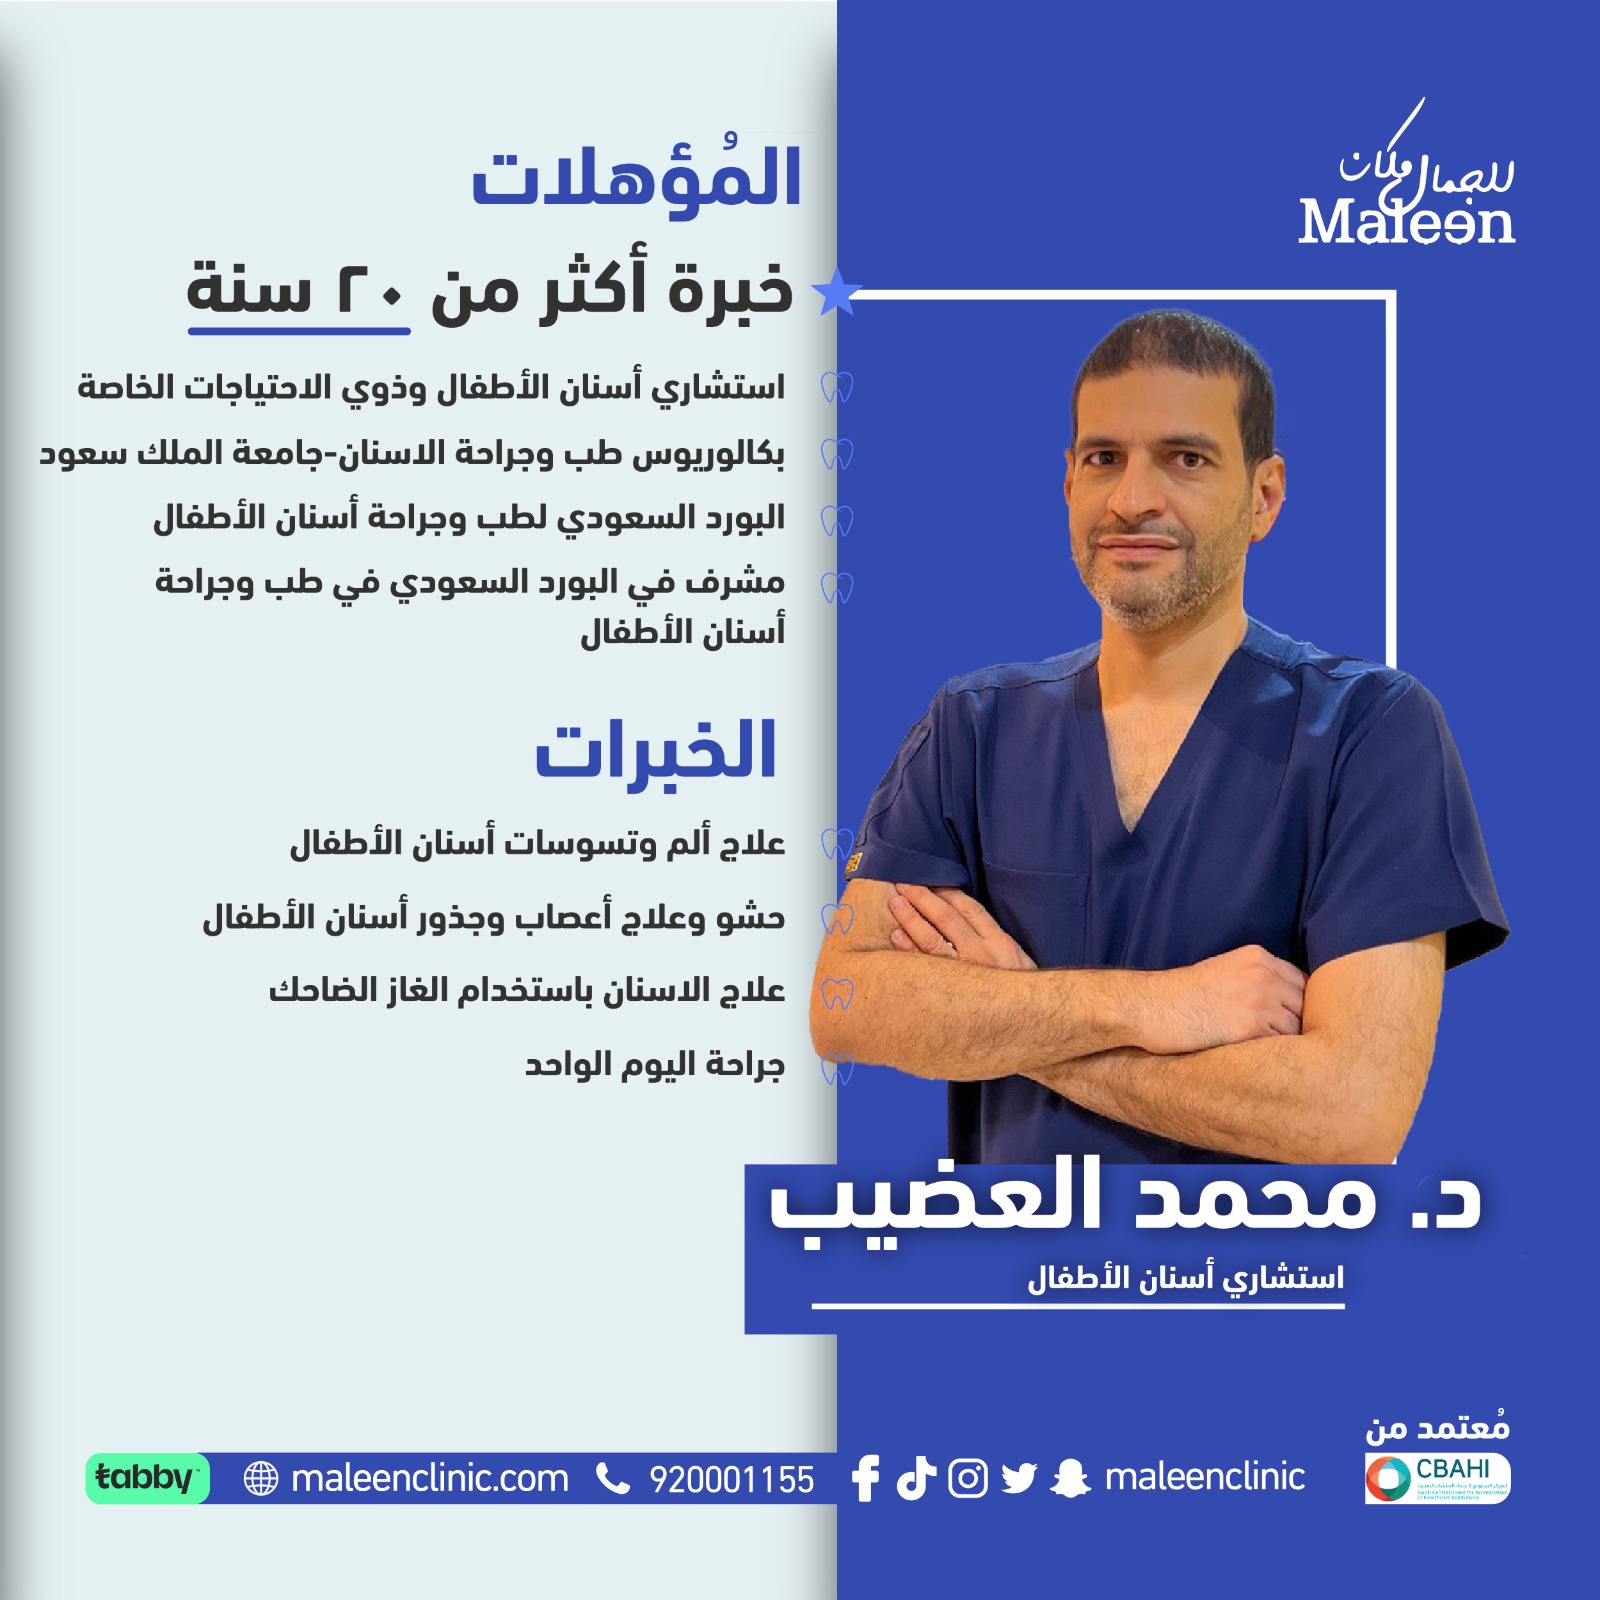 للجمال مكان
Maleen
المُؤهلات
خبرة أكثر من ٢٠ سنة
استشاري أسنان الأطفال وذوي الاحتياجات الخاصة
بكالوريوس طب وجراحة الاسنان-جامعة الملك سعود
البورد السعودي لطب وجراحة أسنان الأطفال
مشرف في البورد السعودي في طب وجراحة
أسنان الأطفال
الخبرات
علاج ألم وتسوسات أسنان الأطفال
حشو وعلاج أعصاب وجذور أسنان الأطفال
علاج الاسنان باستخدام الغاز الضاحك
جراحة اليوم الواحد
د. محمد العضيب
استشاري أسنان الأطفال
مُعتمد من
CBAHI
tabby maleenclinic.com 920001155 maleenclinic